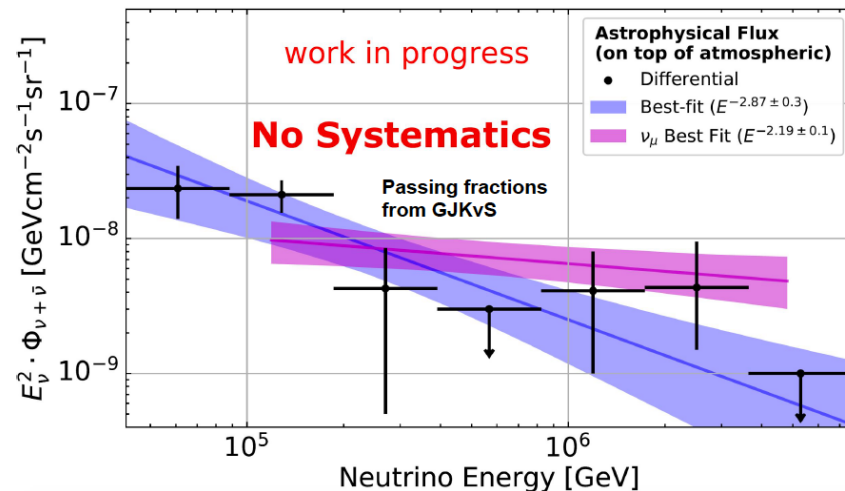 work in progress
Astrophysical Flux
(on top of atmospheric)
Differential
Best-fit (E^{-2.87 ± 0.3})
ν_μ Best Fit (E^{-2.19 ± 0.1})
No Systematics
Passing fractions
from GJKvS
E_ν^2 · Φ_{ν+ν̄} [GeVcm^{-2}s^{-1}sr^{-1}]
10^{-7}
10^{-8}
10^{-9}
10^5
10^6
Neutrino Energy [GeV]